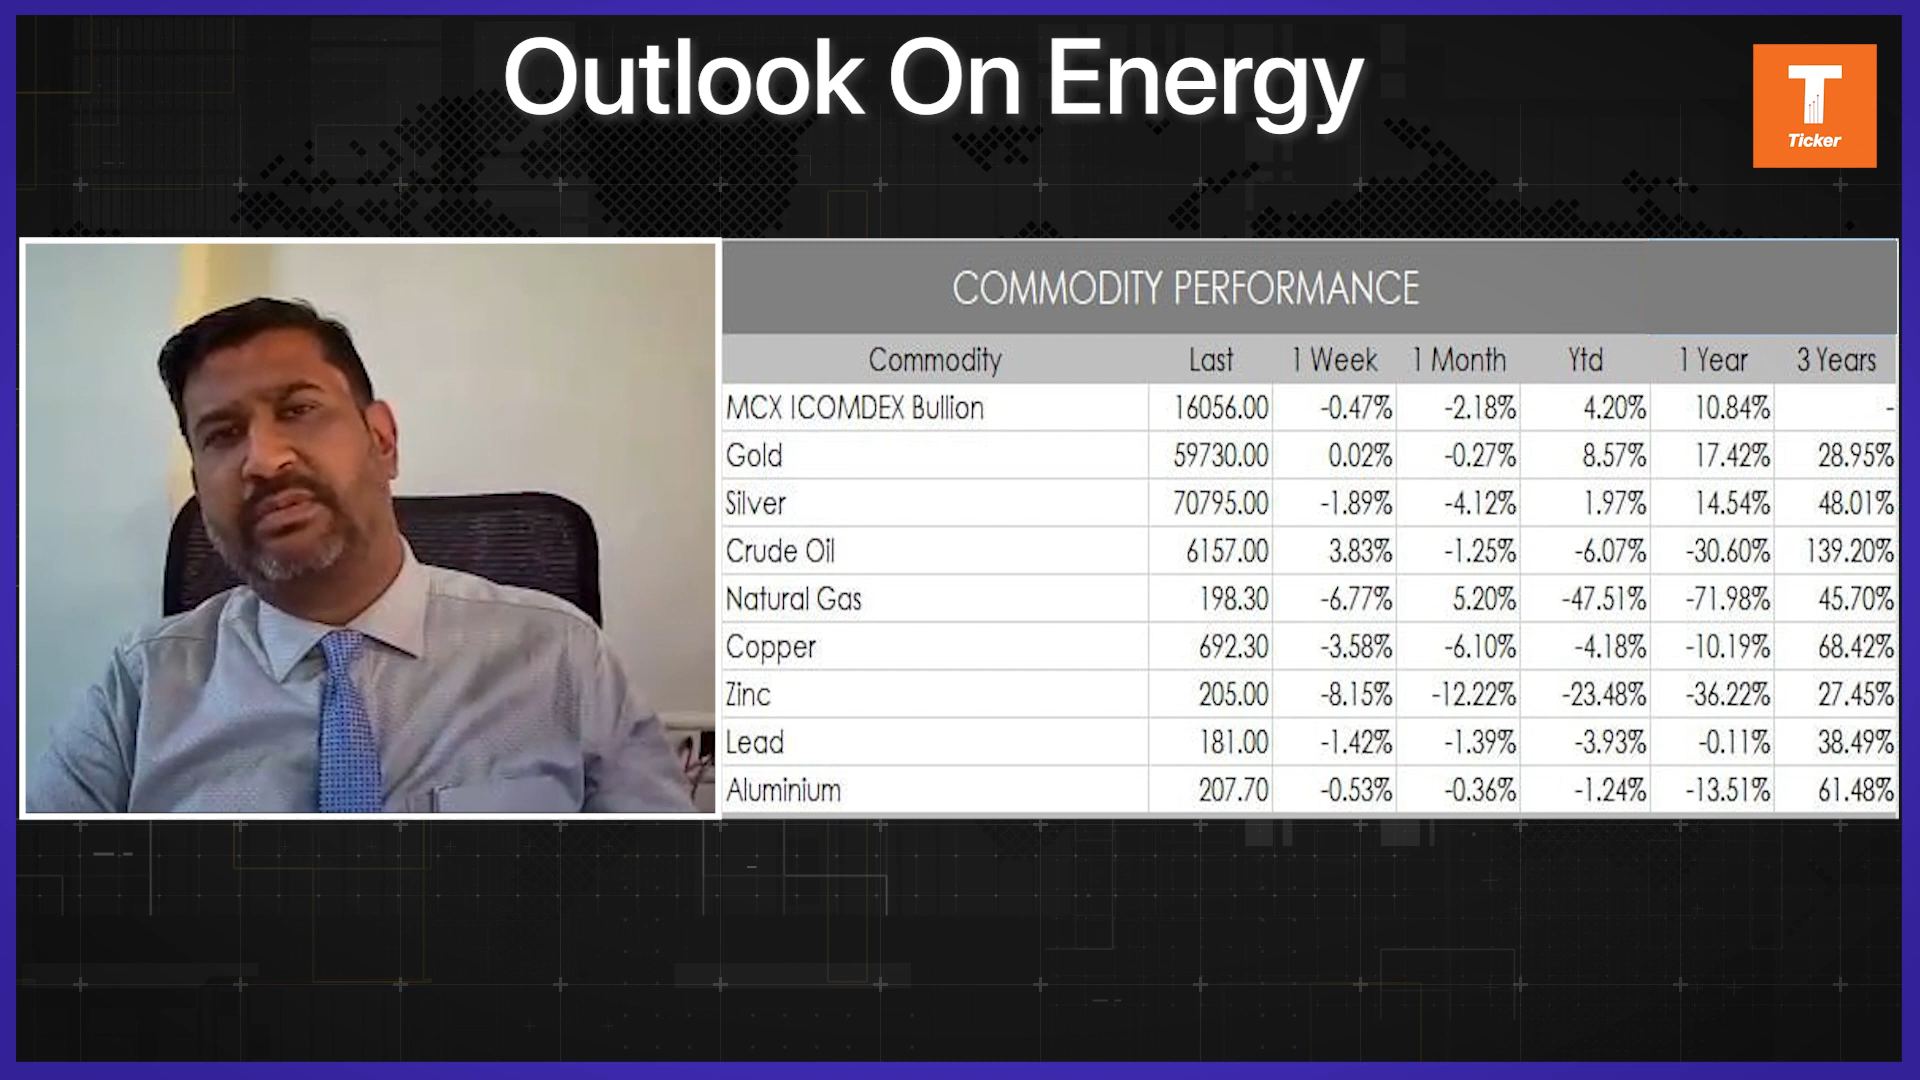 Outlook On Energy
T
Ticker
COMMODITY PERFORMANCE
Commodity Last 1 Week 1 Month Ytd 1 Year 3 Years
MCX ICOMDEX Bullion 16056.00 -0.47% -2.18% 4.20% 10.84% -
Gold 59730.00 0.02% -0.27% 8.57% 17.42% 28.95%
Silver 70795.00 -1.89% -4.12% 1.97% 14.54% 48.01%
Crude Oil 6157.00 3.83% -1.25% -6.07% -30.60% 139.20%
Natural Gas 198.30 -6.77% 5.20% -47.51% -71.98% 45.70%
Copper 692.30 -3.58% -6.10% -4.18% -10.19% 68.42%
Zinc 205.00 -8.15% -12.22% -23.48% -36.22% 27.45%
Lead 181.00 -1.42% -1.39% -3.93% -0.11% 38.49%
Aluminium 207.70 -0.53% -0.36% -1.24% -13.51% 61.48%